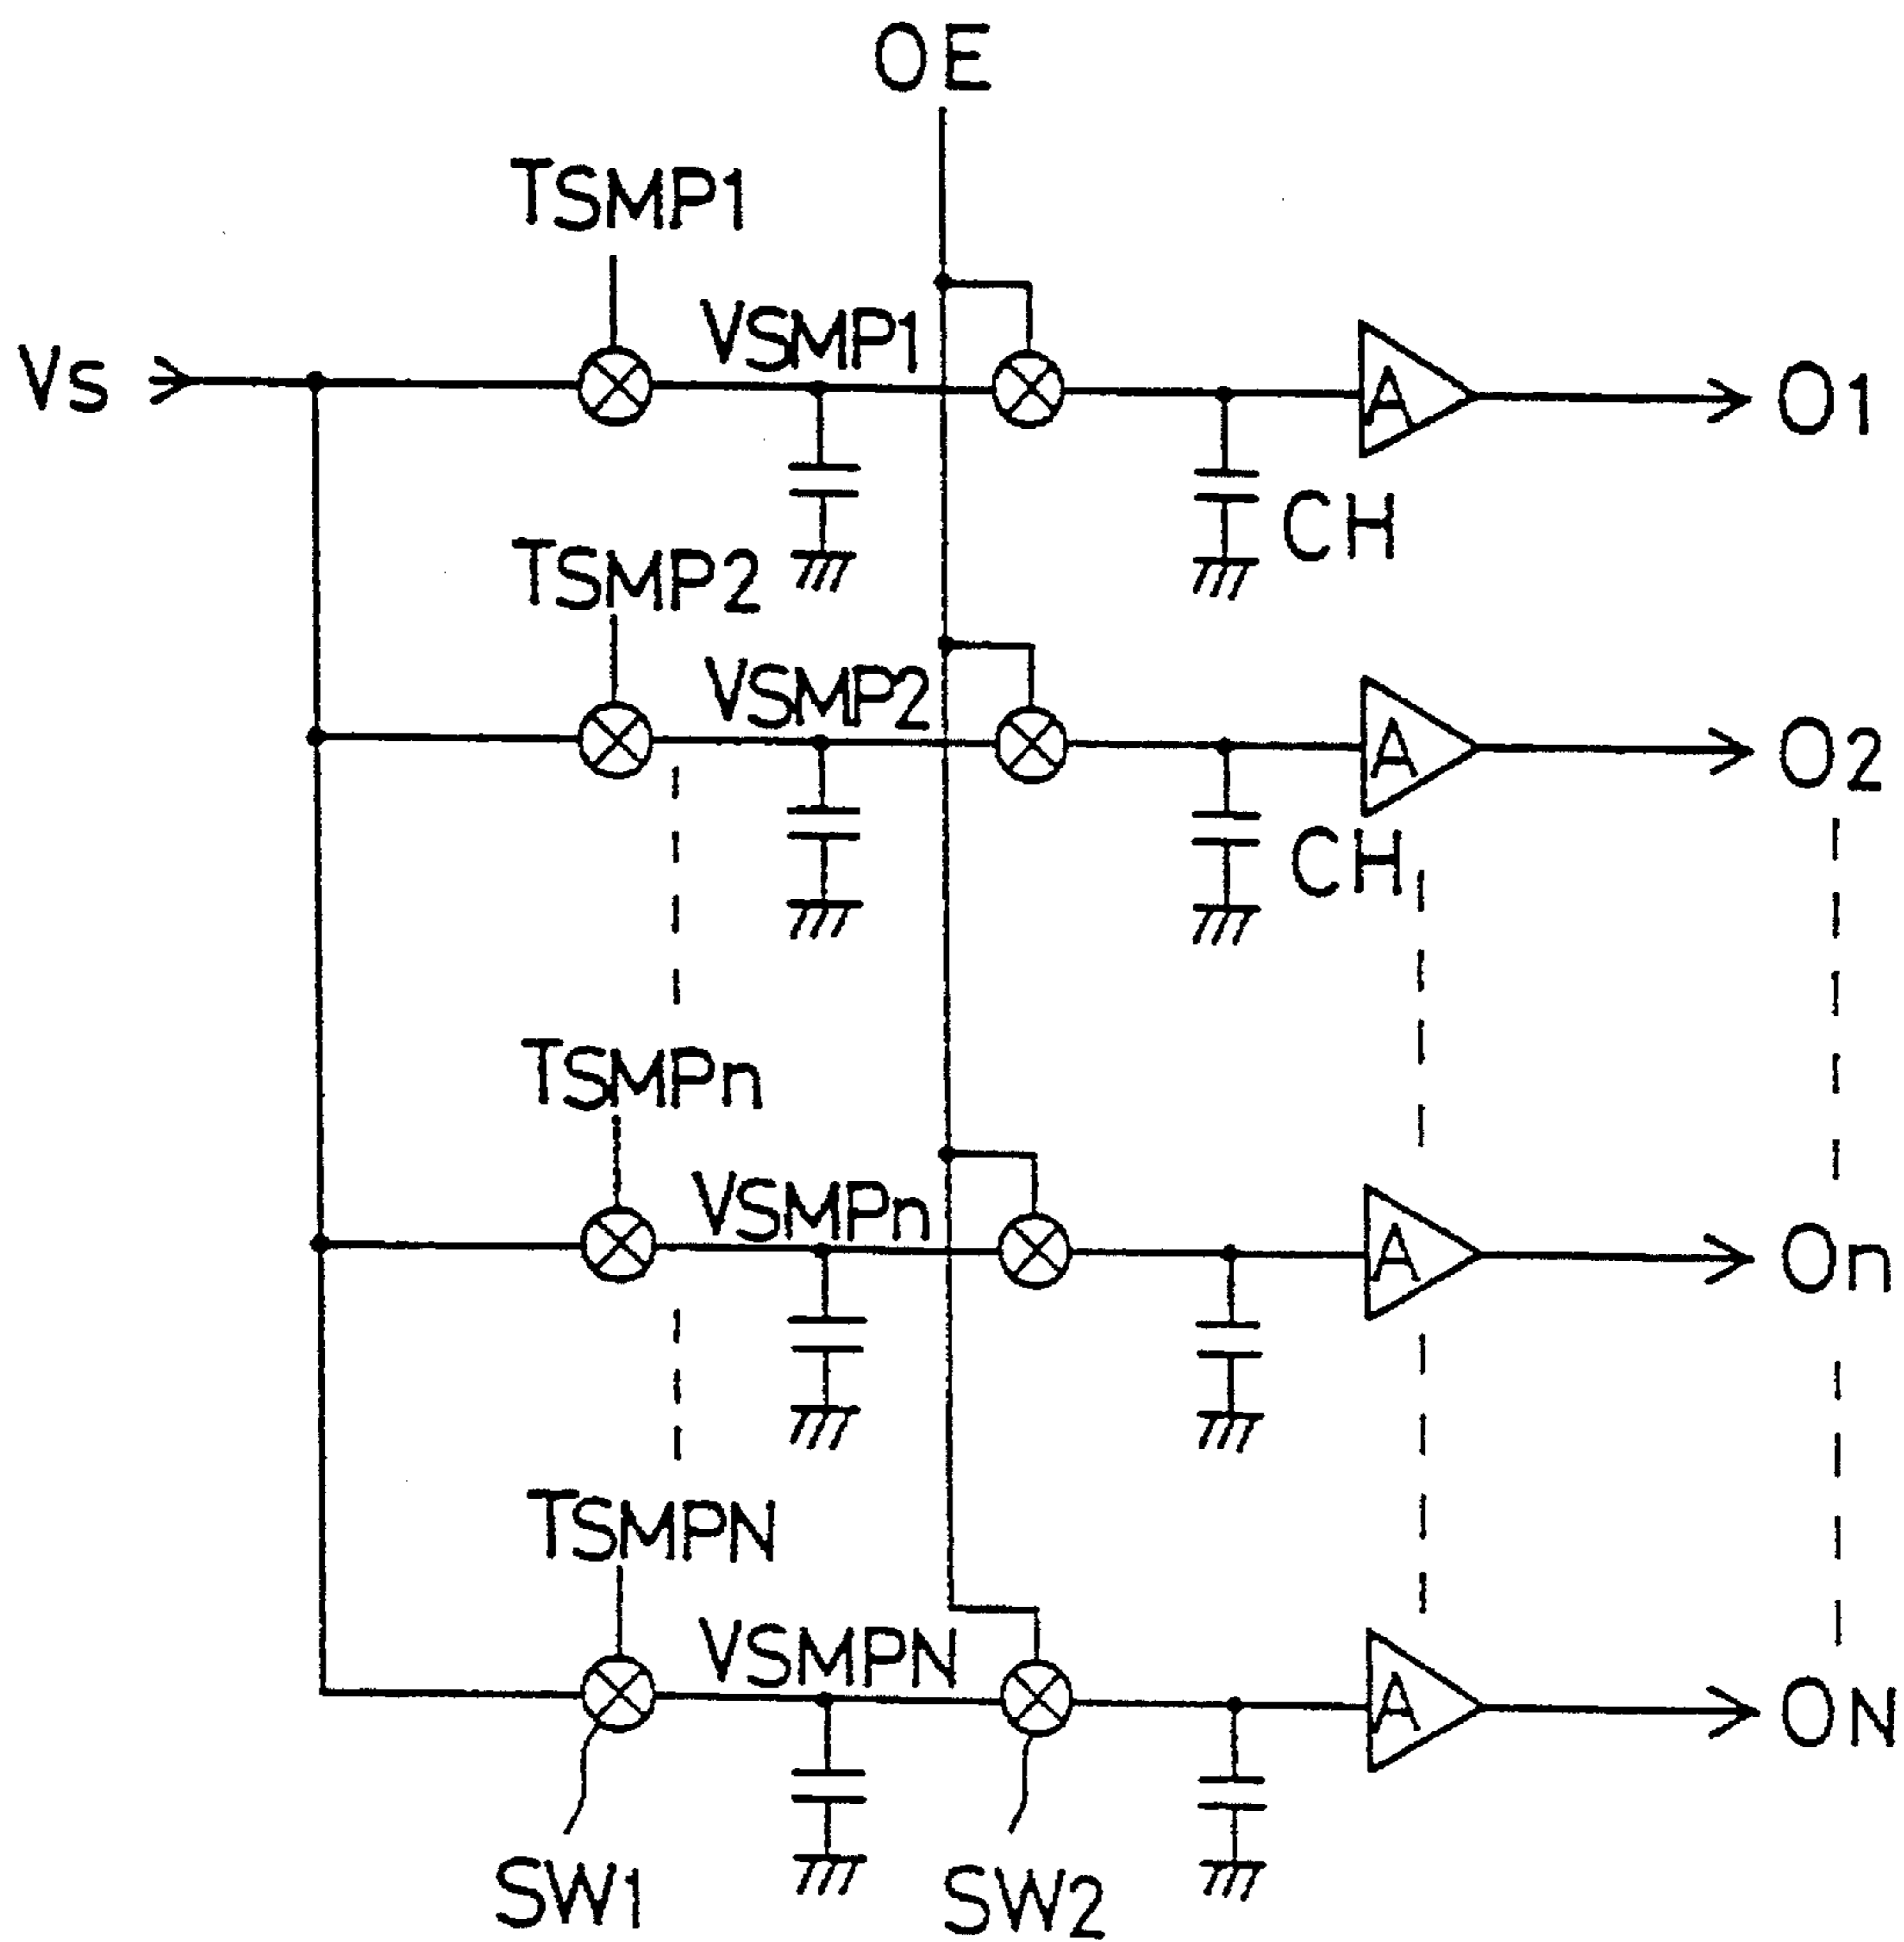 OE
TSMP1
VSMP1
Vs
A
O1
CH
TSMP2
VSMP2
A
O2
CH
TSMPn
VSMPn
A
On
TSMPN
VSMPN
A
ON
SW1
SW2